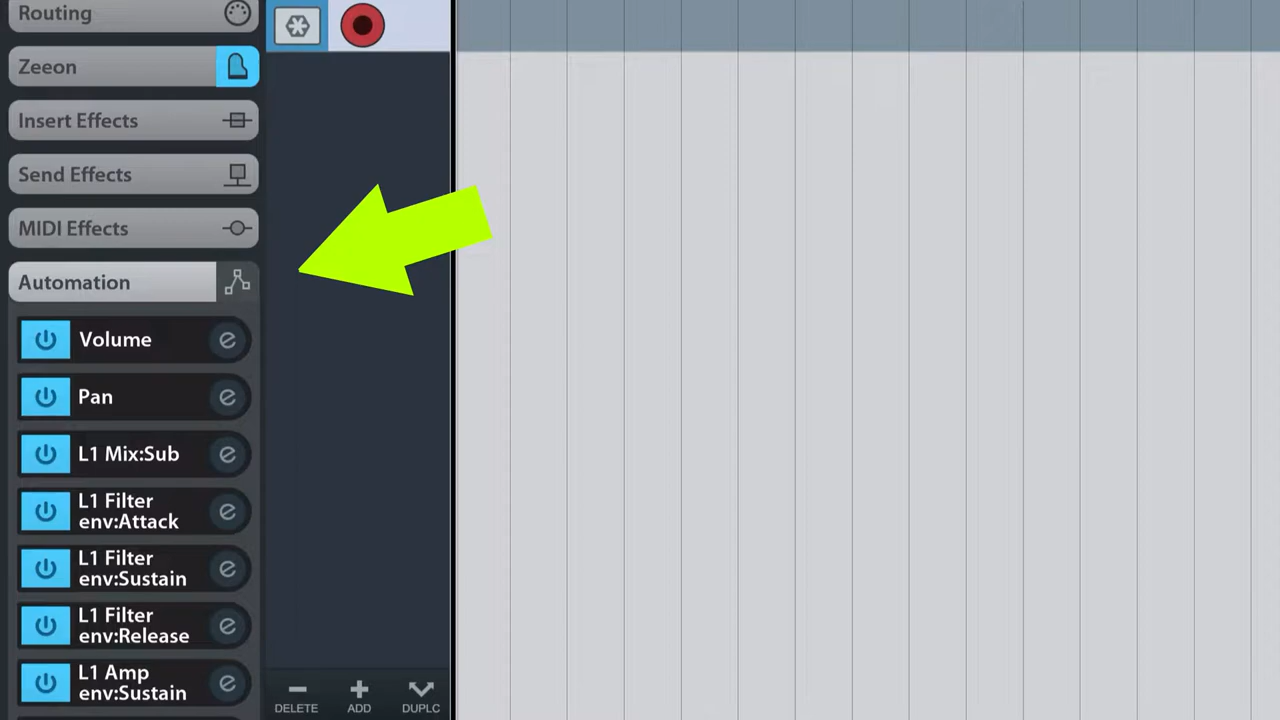 Routing
Zeeon
Insert Effects
Send Effects
MIDI Effects
Automation
Volume
Pan
L1 Mix:Sub
L1 Filter
env:Attack
L1 Filter
env:Sustain
L1 Filter
env:Release
L1 Amp
env:Sustain
DELETE
ADD
DUPLC